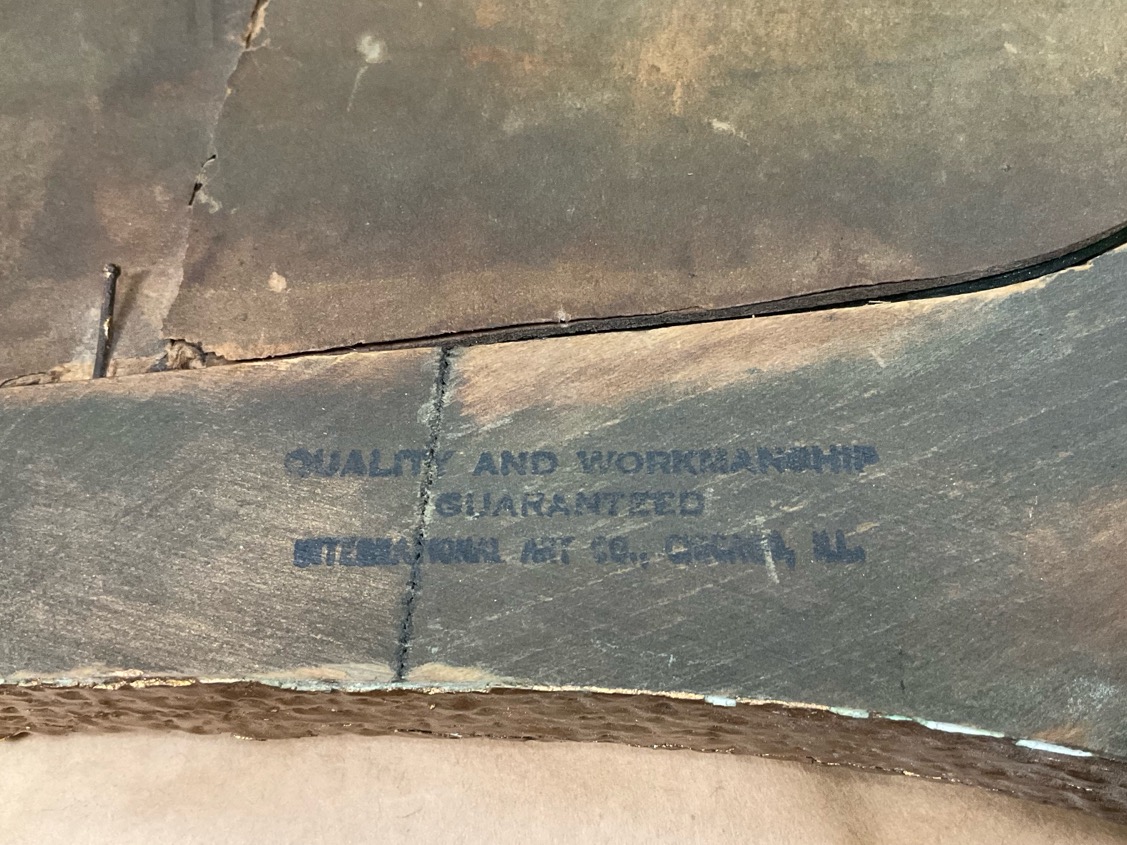 QUALITY AND WORKMANSHIP
GUARANTEED
INTERNATIONAL ART CO., CHICAGO, ILL.